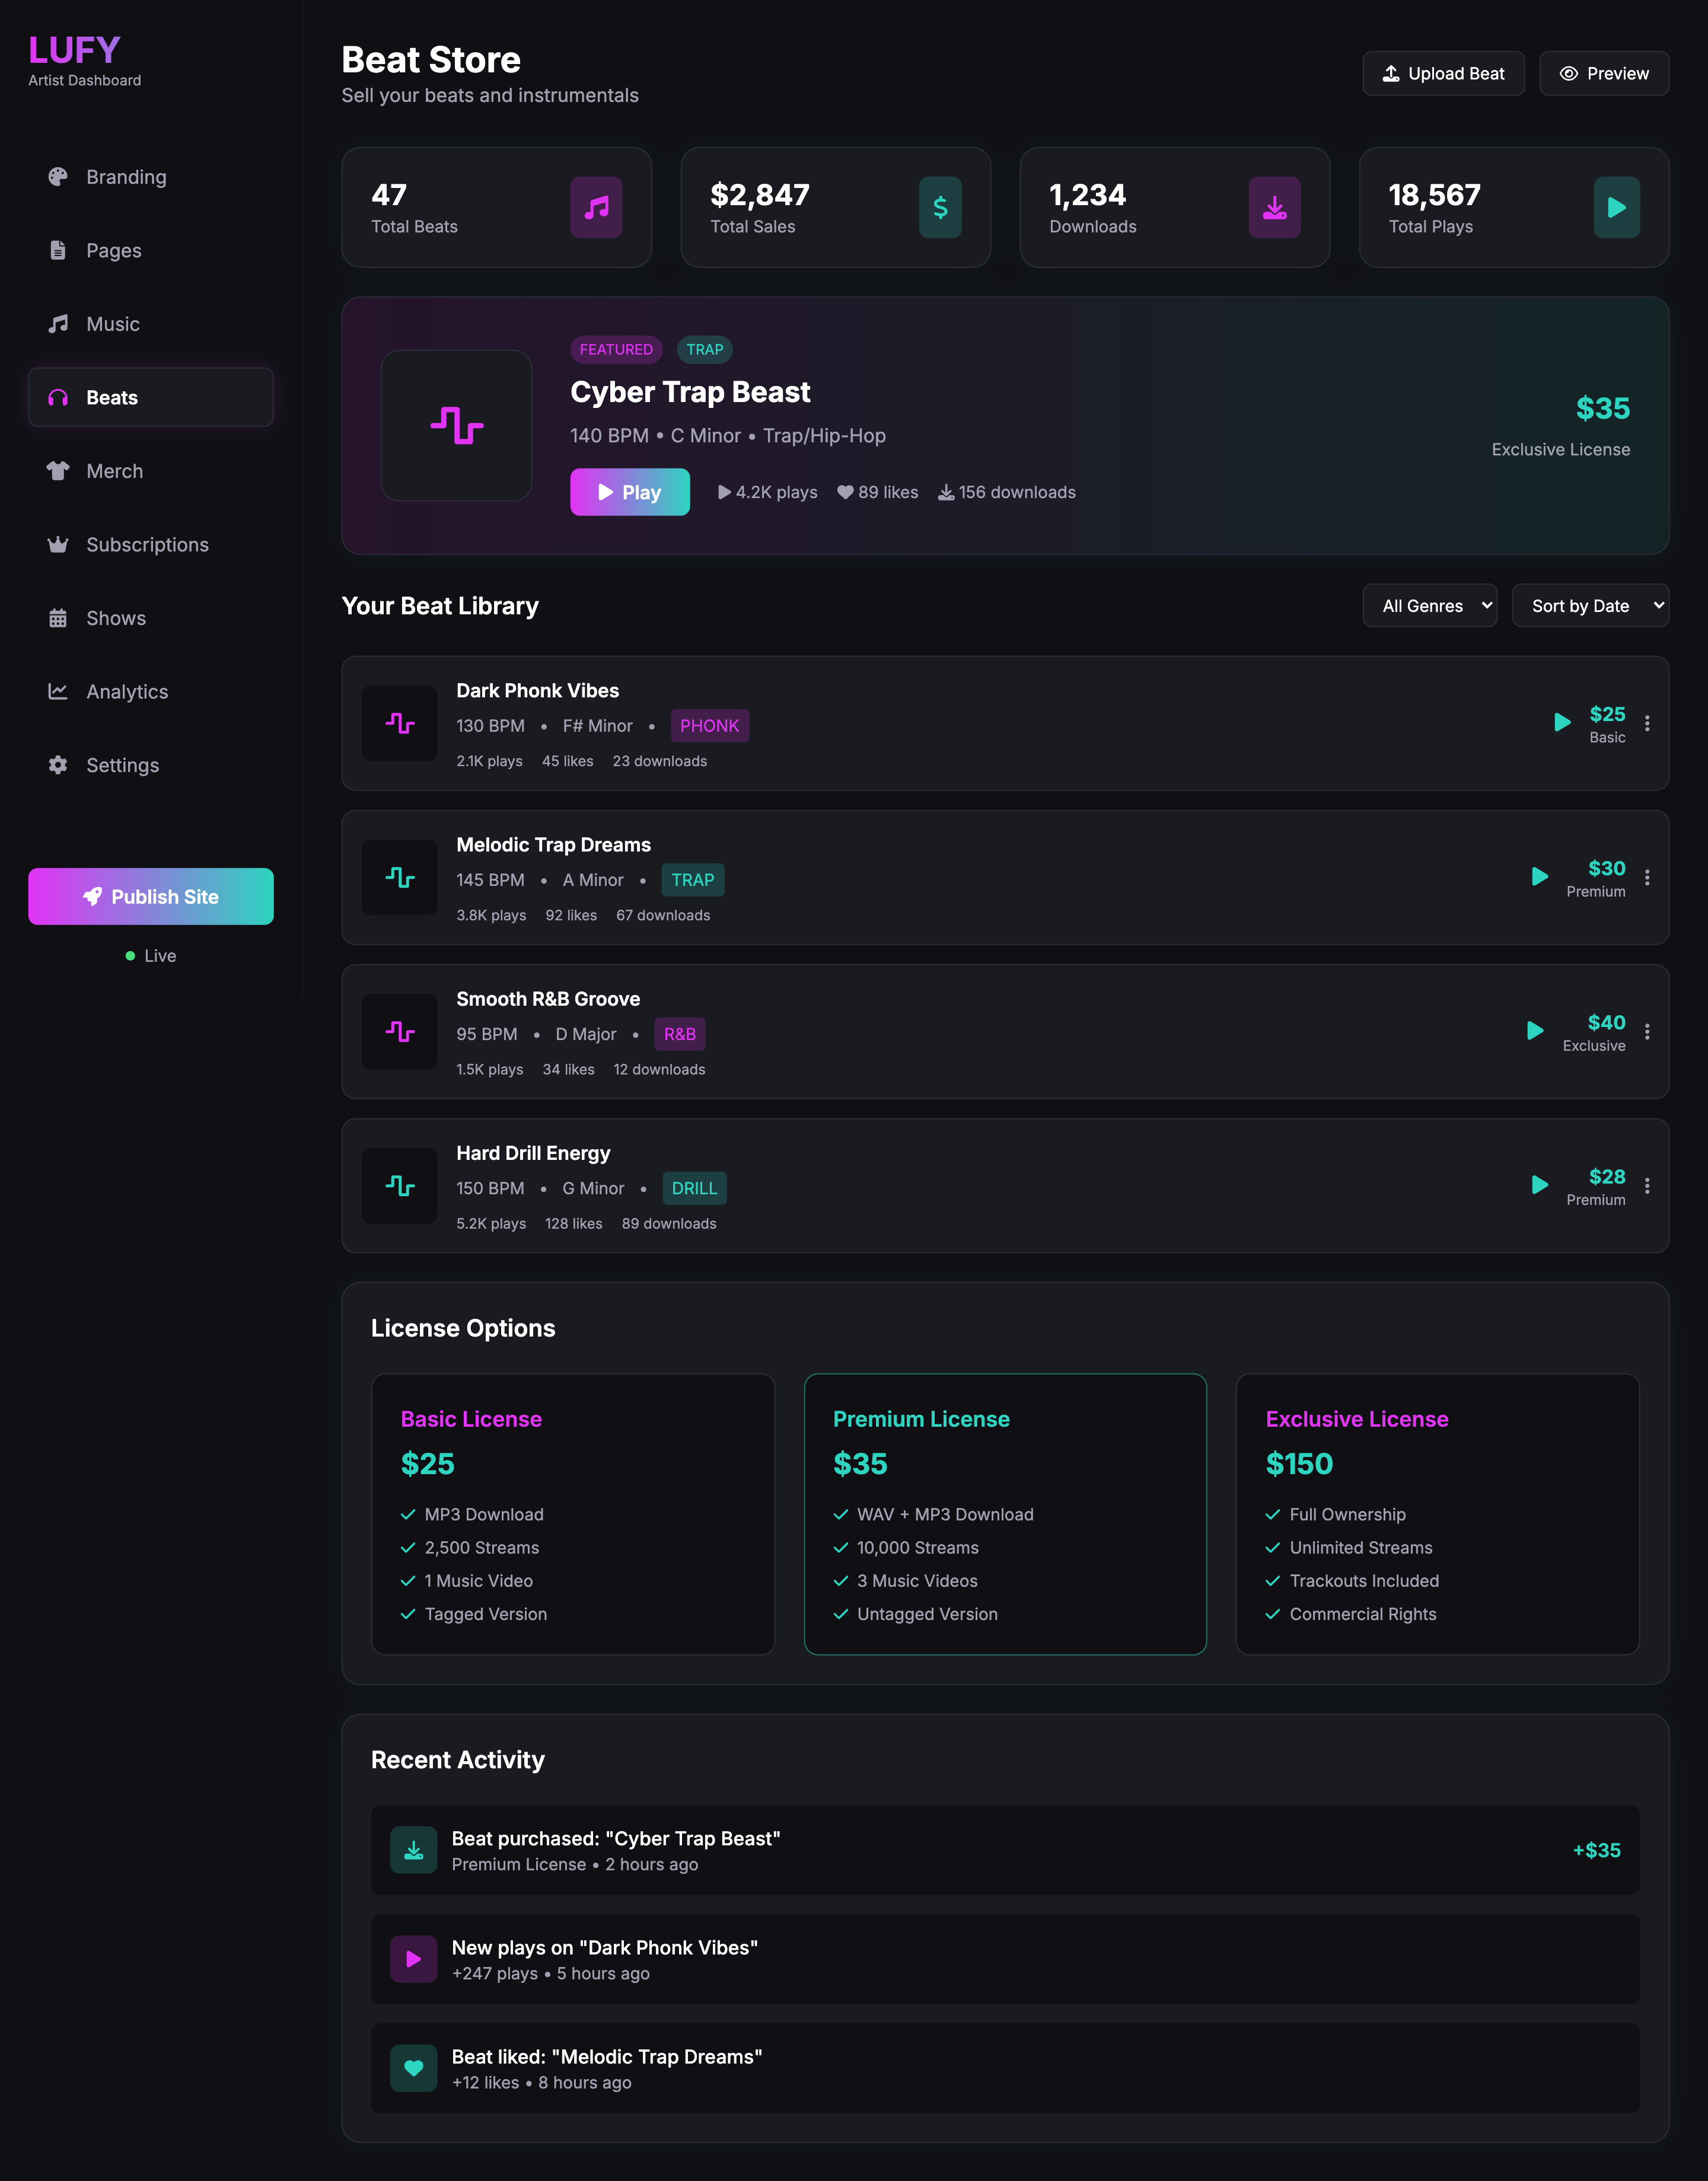 LUFY
Artist Dashboard
Branding
Pages
Music
Beats
Merch
Subscriptions
Shows
Analytics
Settings
Publish Site
Live
Beat Store
Sell your beats and instrumentals
Upload Beat
Preview
47
Total Beats
$2,847
Total Sales
1,234
Downloads
18,567
Total Plays
FEATURED TRAP
Cyber Trap Beast
140 BPM • C Minor • Trap/Hip-Hop
Play 4.2K plays 89 likes 156 downloads
$35
Exclusive License
Your Beat Library
All Genres
Sort by Date
Dark Phonk Vibes
130 BPM • F# Minor • PHONK
2.1K plays 45 likes 23 downloads
$25
Basic
Melodic Trap Dreams
145 BPM • A Minor • TRAP
3.8K plays 92 likes 67 downloads
$30
Premium
Smooth R&B Groove
95 BPM • D Major • R&B
1.5K plays 34 likes 12 downloads
$40
Exclusive
Hard Drill Energy
150 BPM • G Minor • DRILL
5.2K plays 128 likes 89 downloads
$28
Premium
License Options
Basic License
$25
MP3 Download
2,500 Streams
1 Music Video
Tagged Version
Premium License
$35
WAV + MP3 Download
10,000 Streams
3 Music Videos
Untagged Version
Exclusive License
$150
Full Ownership
Unlimited Streams
Trackouts Included
Commercial Rights
Recent Activity
Beat purchased: "Cyber Trap Beast"
Premium License • 2 hours ago
+$35
New plays on "Dark Phonk Vibes"
+247 plays • 5 hours ago
Beat liked: "Melodic Trap Dreams"
+12 likes • 8 hours ago